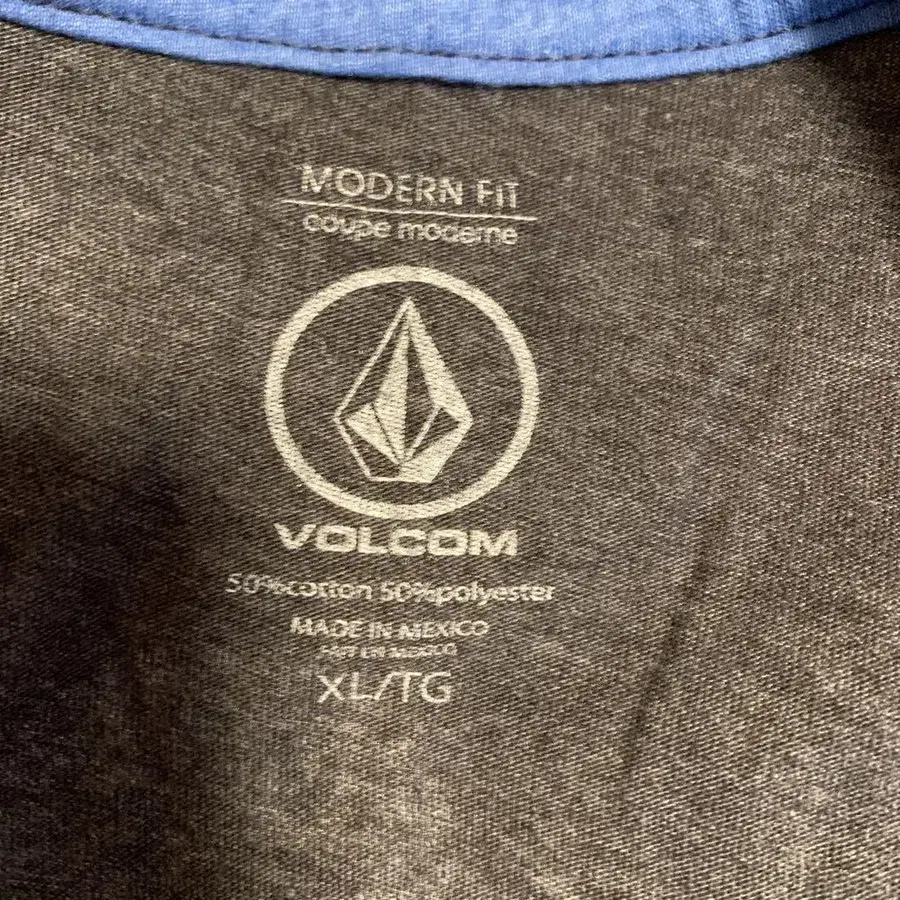 MODERN FIT
coupe moderne
VOLCOM
50%cotton 50%polyester
MADE IN MEXICO
XL/TG